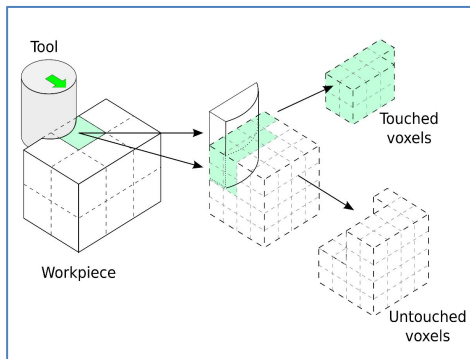 Tool
Touched
voxels
Workpiece
Untouched
voxels